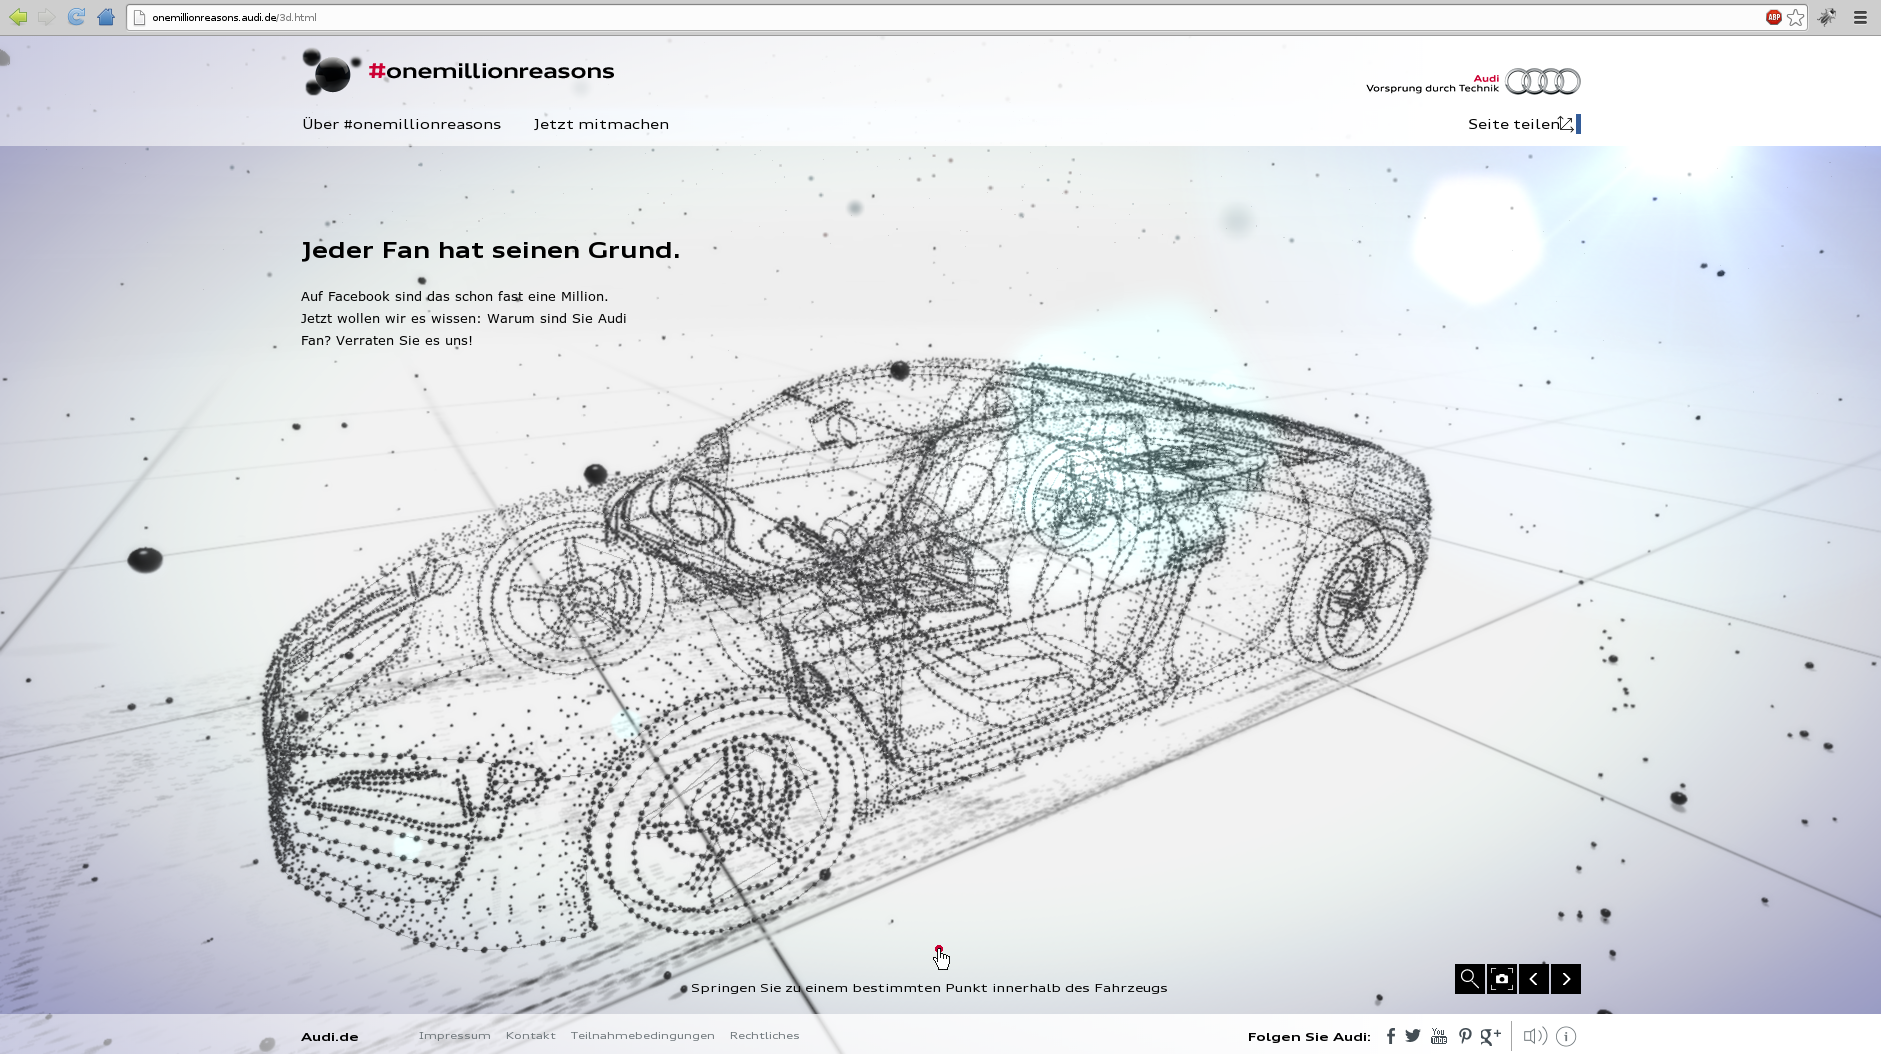 onemillionreasons.audi.de/3d.html
ABP
#onemillionreasons
Audi
Vorsprung durch Technik
Über #onemillionreasons
Jetzt mitmachen
Seite teilen
Jeder Fan hat seinen Grund.
Auf Facebook sind das schon fast eine Million.
Jetzt wollen wir es wissen: Warum sind Sie Audi
Fan? Verraten Sie es uns!
Springen Sie zu einem bestimmten Punkt innerhalb des Fahrzeugs
Audi.de
Impressum
Kontakt
Teilnahmebedingungen
Rechtliches
Folgen Sie Audi:
You
Tube